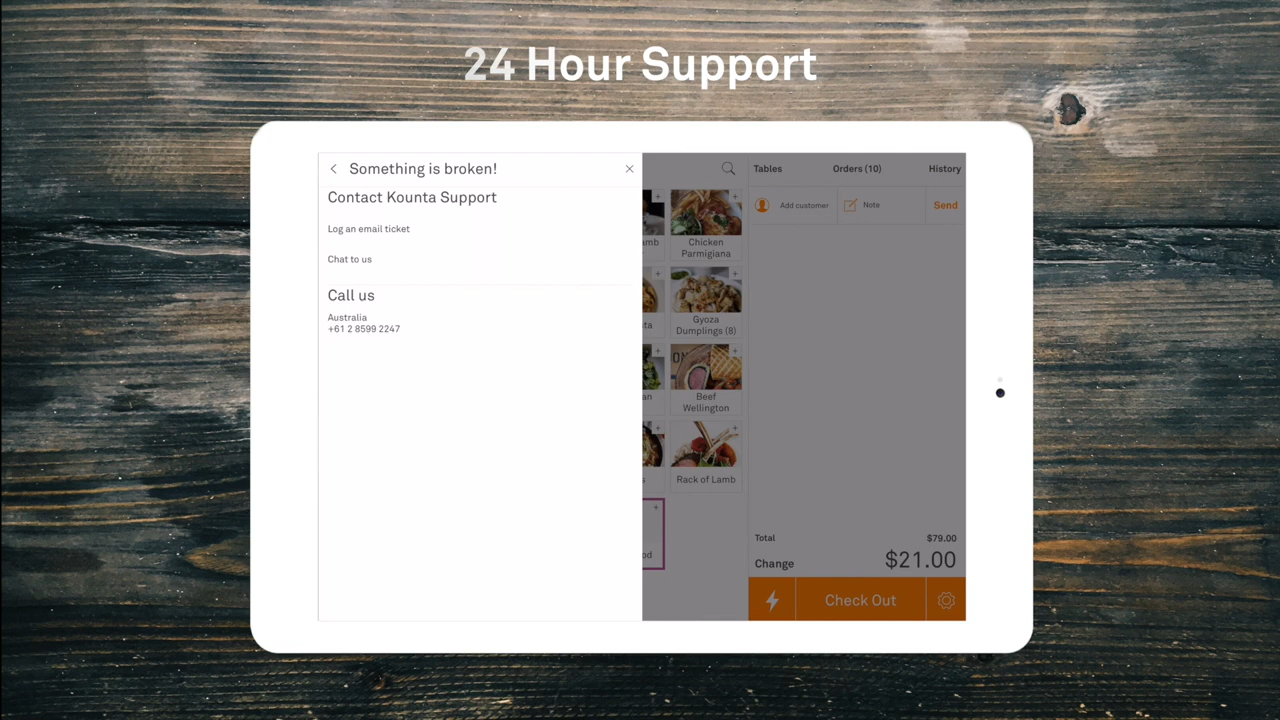 24 Hour Support
Something is broken!
Contact Kounta Support
Log an email ticket
Chat to us
Call us
Australia
+61 2 8599 2247
Tables
Orders (10)
History
Add customer
Note
Send
Chicken
Parmigiana
Gyoza
Dumplings (8)
Beef
Wellington
Rack of Lamb
Total
$79.00
Change
$21.00
Check Out